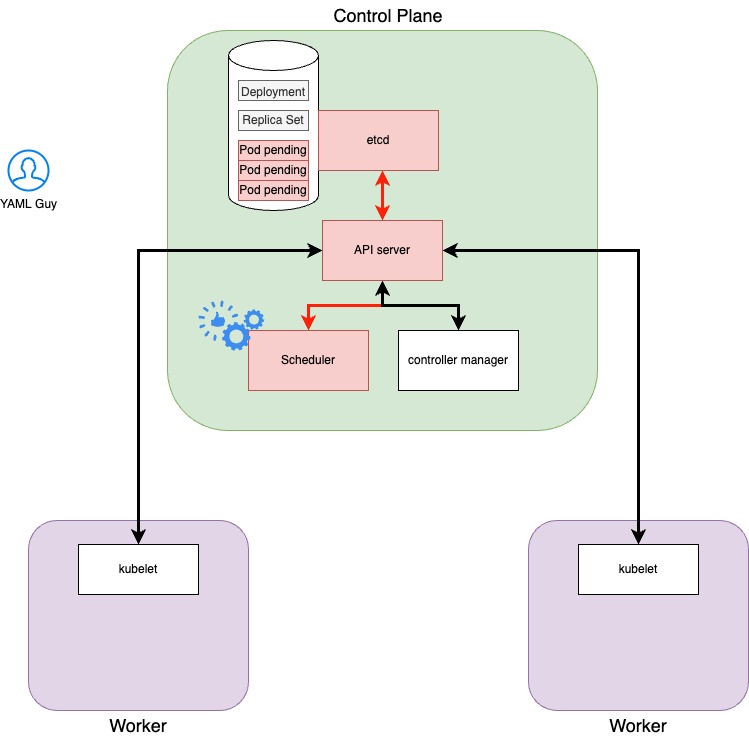 Control Plane
Deployment
Replica Set
Pod pending
Pod pending
Pod pending
etcd
YAML Guy
API server
Scheduler
controller manager
kubelet
kubelet
Worker
Worker